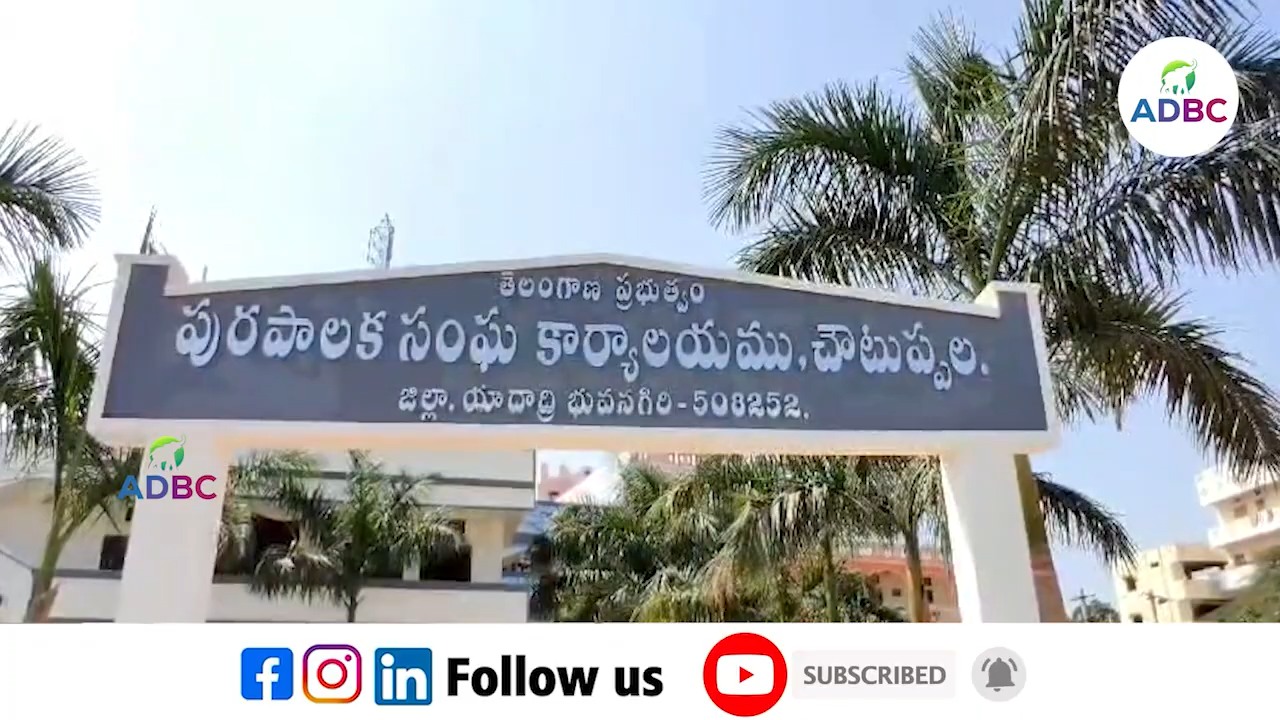 ADBC
తెలంగాణ ప్రభుత్వం
పురపాలక సంఘ కార్యాలయము, చౌటుప్పల.
జిల్లా. యాదాద్రి భువనగిరి - 508252.
ADBC
Follow us
SUBSCRIBED